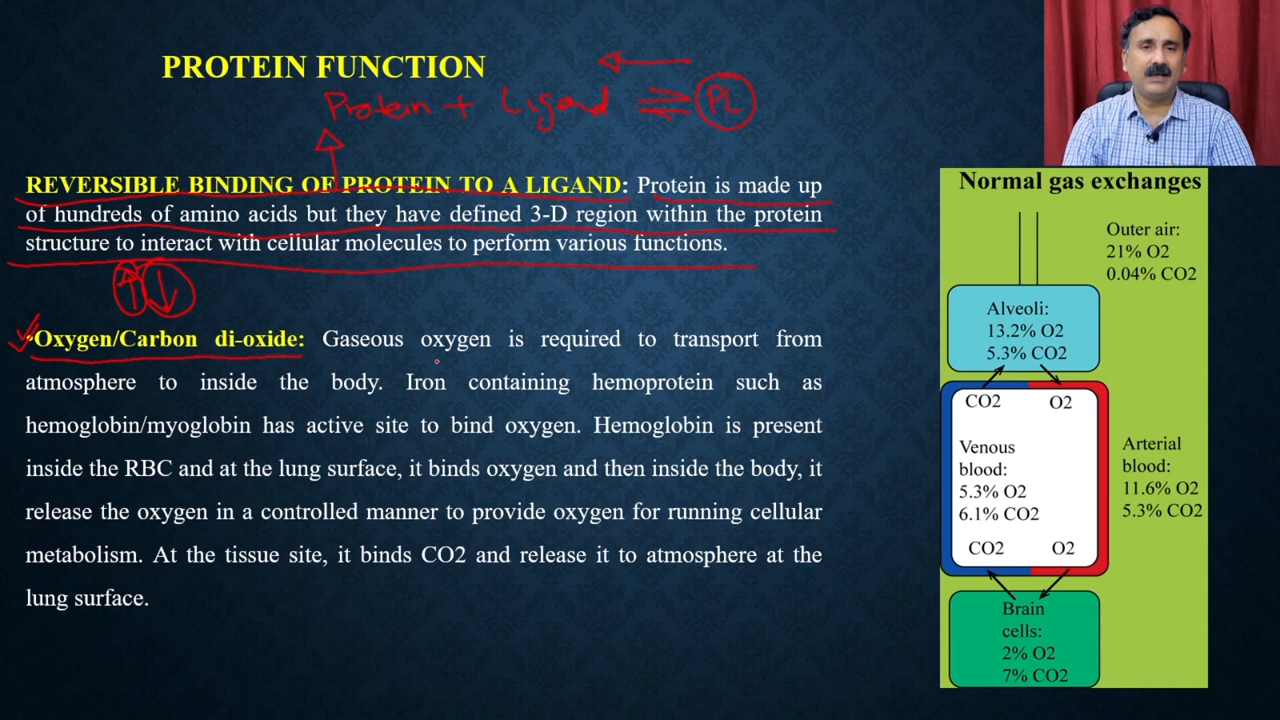 PROTEIN FUNCTION
Protein + Ligand ⇌ PL
REVERSIBLE BINDING OF PROTEIN TO A LIGAND: Protein is made up
of hundreds of amino acids but they have defined 3-D region within the protein
structure to interact with cellular molecules to perform various functions.
•Oxygen/Carbon di-oxide: Gaseous oxygen is required to transport from
atmosphere to inside the body. Iron containing hemoprotein such as
hemoglobin/myoglobin has active site to bind oxygen. Hemoglobin is present
inside the RBC and at the lung surface, it binds oxygen and then inside the body, it
release the oxygen in a controlled manner to provide oxygen for running cellular
metabolism. At the tissue site, it binds CO2 and release it to atmosphere at the
lung surface.
Normal gas exchanges
Outer air:
21% O2
0.04% CO2
Alveoli:
13.2% O2
5.3% CO2
CO2 O2
Venous
blood:
5.3% O2
6.1% CO2
Arterial
blood:
11.6% O2
5.3% CO2
CO2 O2
Brain
cells:
2% O2
7% CO2